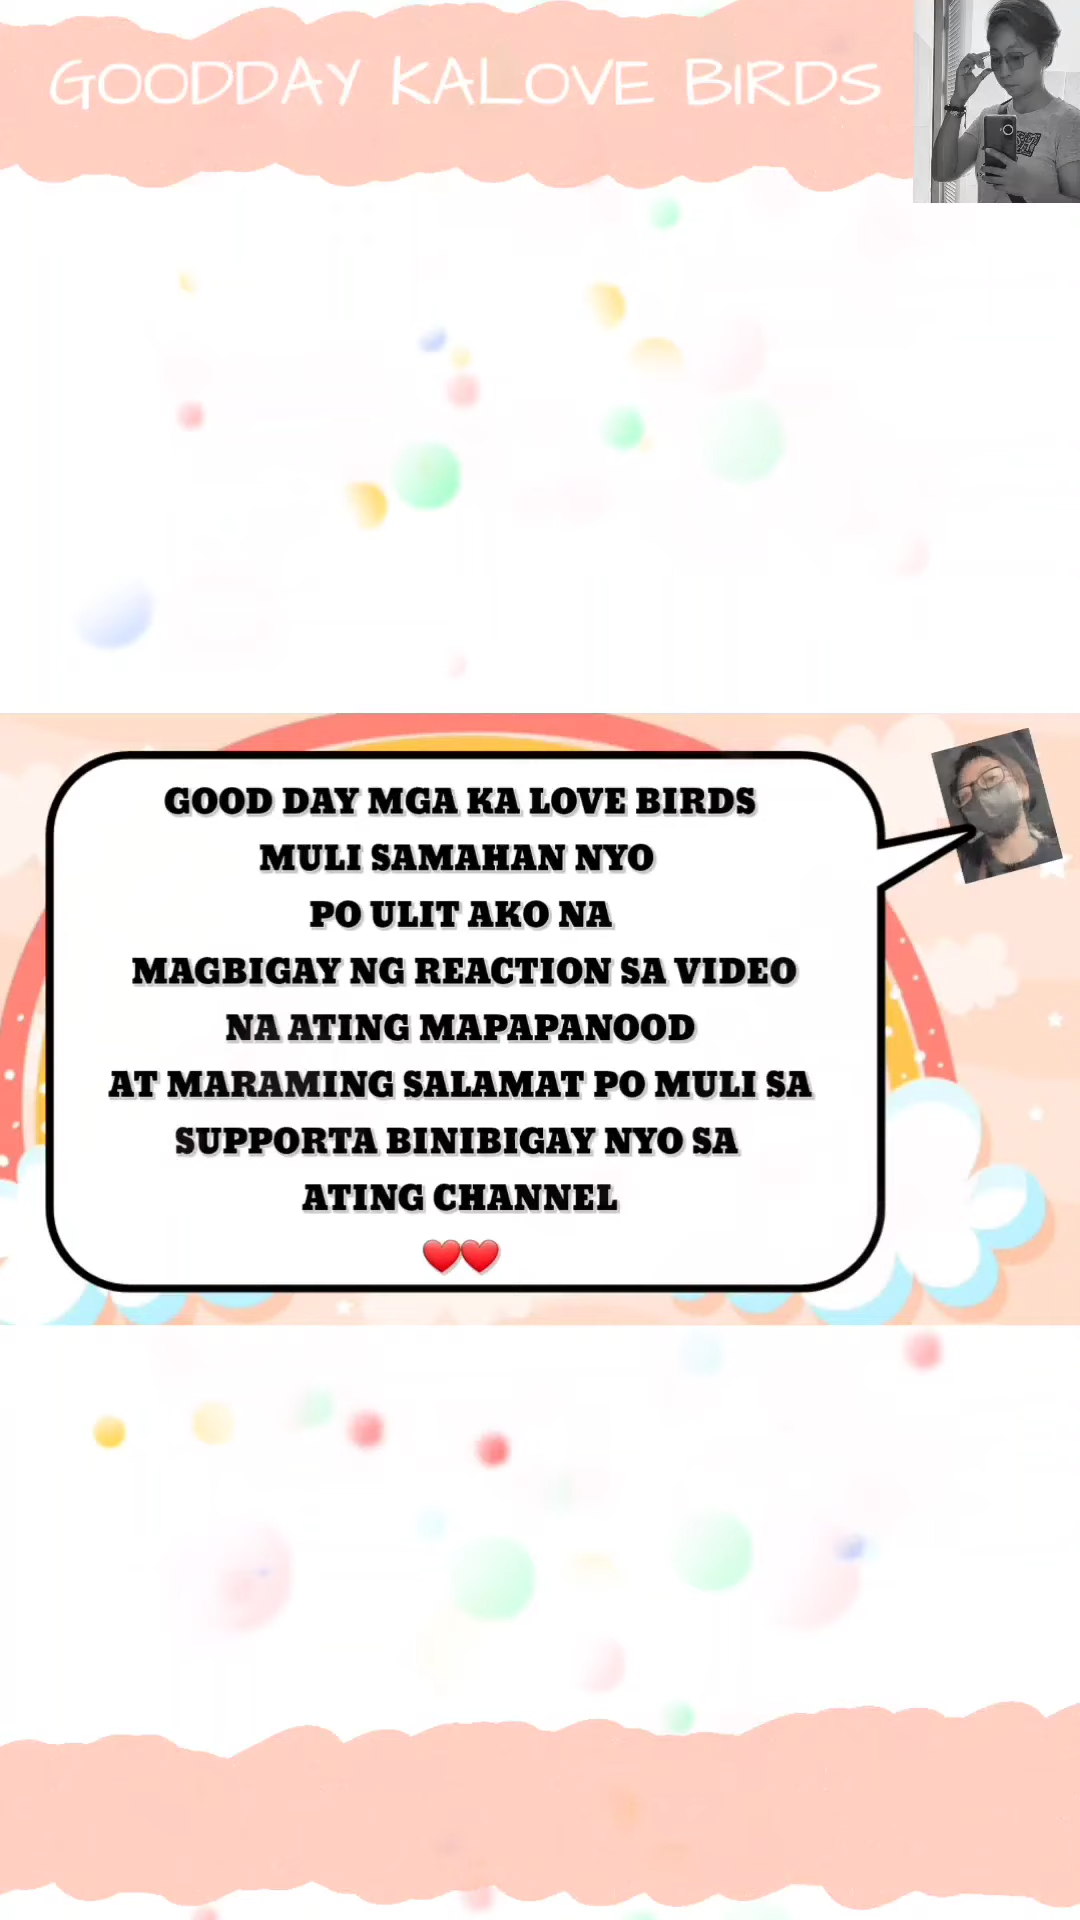 GOODDAY KALOVE BIRDS
GOOD DAY MGA KA LOVE BIRDS
MULI SAMAHAN NYO
PO ULIT AKO NA
MAGBIGAY NG REACTION SA VIDEO
NA ATING MAPAPANOOD
AT MARAMING SALAMAT PO MULI SA
SUPPORTA BINIBIGAY NYO SA
ATING CHANNEL
❤️❤️